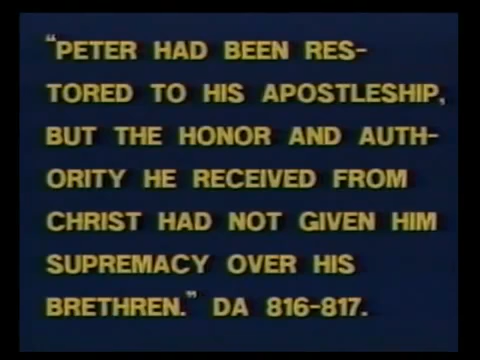 “PETER HAD BEEN RES-
TORED TO HIS APOSTLESHIP,
BUT THE HONOR AND AUTH-
ORITY HE RECEIVED FROM
CHRIST HAD NOT GIVEN HIM
SUPREMACY OVER HIS
BRETHREN.” DA 816-817.